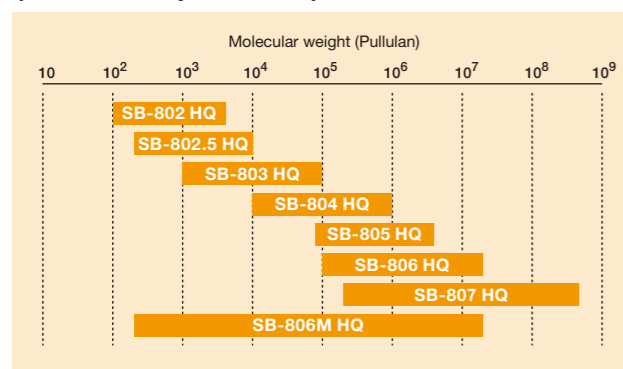 Molecular weight (Pullulan)
10 10² 10³ 10⁴ 10⁵ 10⁶ 10⁷ 10⁸ 10⁹
SB-802 HQ
SB-802.5 HQ
SB-803 HQ
SB-804 HQ
SB-805 HQ
SB-806 HQ
SB-807 HQ
SB-806M HQ